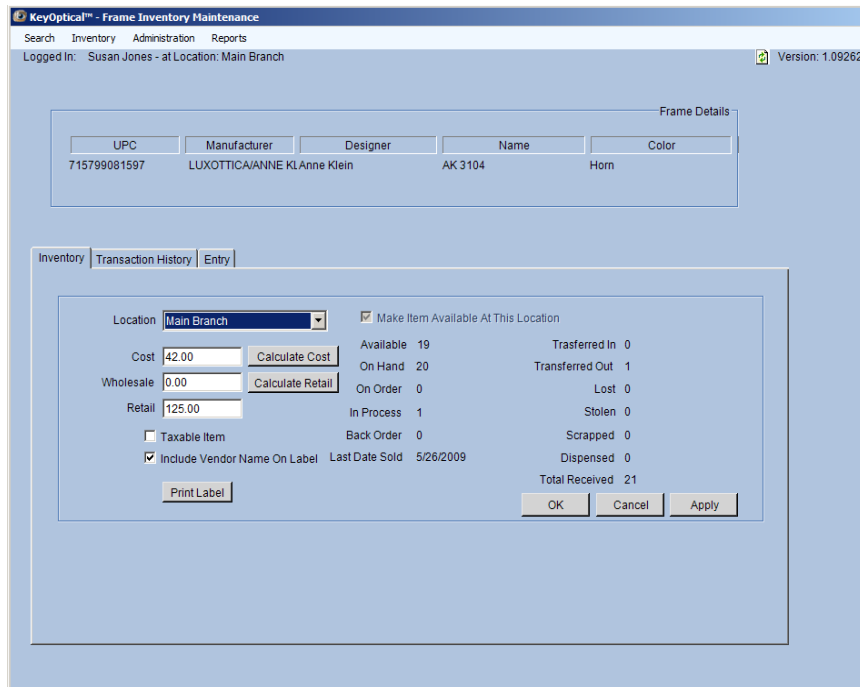 KeyOptical™ - Frame Inventory Maintenance
Search Inventory Administration Reports
Logged In: Susan Jones - at Location: Main Branch Version: 1.09262
Frame Details
UPC Manufacturer Designer Name Color
715799081597 LUXOTTICA/ANNE KL Anne Klein AK 3104 Horn
Inventory Transaction History Entry
Location Main Branch Make Item Available At This Location
Available 19 Trasferred In 0
Cost 42.00 Calculate Cost On Hand 20 Transferred Out 1
Wholesale 0.00 Calculate Retail On Order 0 Lost 0
Retail 125.00 In Process 1 Stolen 0
Taxable Item Back Order 0 Scrapped 0
Include Vendor Name On Label Last Date Sold 5/26/2009 Dispensed 0
Total Received 21
Print Label OK Cancel Apply